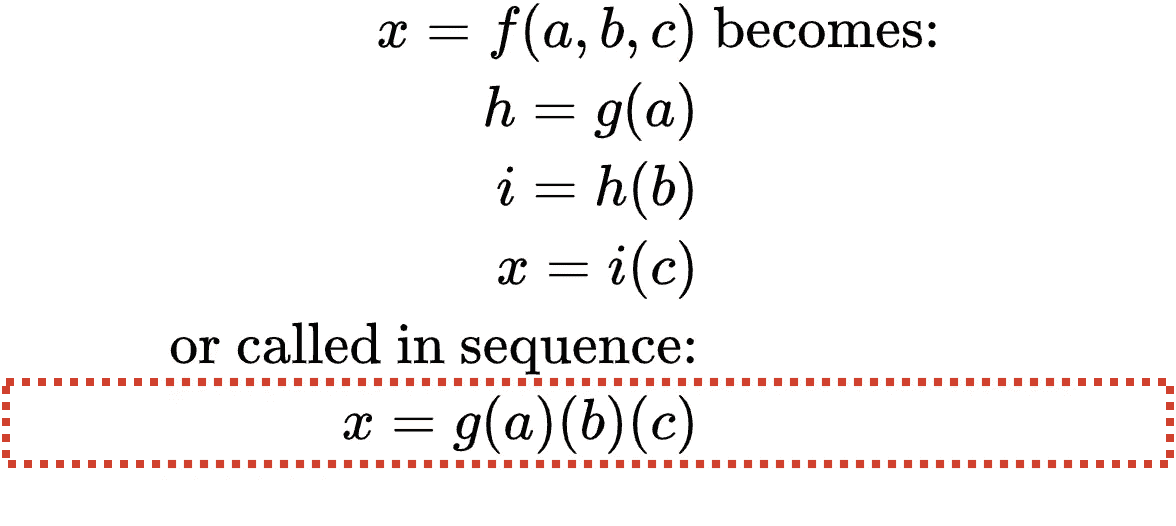 x = f(a, b, c) becomes:
h = g(a)
i = h(b)
x = i(c)
or called in sequence:
x = g(a)(b)(c)